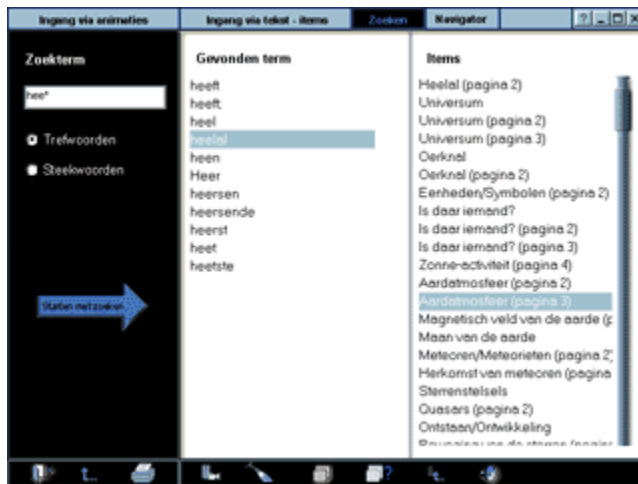 Ingang via animaties
Ingang via tekst - items
Zoeken
Navigator
?
Zoekterm
hee*
Trefwoorden
Steekwoorden
Starten met zoeken
Gevonden term
heeft
heeft
heel
heelal
heen
Heer
heersen
heersende
heerst
heet
heetste
Items
Heelal (pagina 2)
Universum
Universum (pagina 2)
Universum (pagina 3)
Oerknal
Oerknal (pagina 2)
Eenheden/Symbolen (pagina 2)
Is daar iemand?
Is daar iemand? (pagina 2)
Is daar iemand? (pagina 3)
Zonne-activiteit (pagina 4)
Aardatmosfeer (pagina 2)
Aardatmosfeer (pagina 3)
Magnetisch veld van de aarde (p
Maan van de aarde
Meteoren/Meteorieten (pagina 2)
Herkomst van meteoren (pagina
Sterrenstelsels
Quasars (pagina 2)
Ontstaan/Ontwikkeling